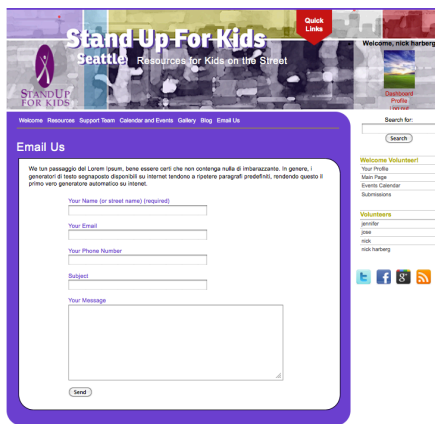 Quick
Links
Stand Up For Kids
Seattle Resources for Kids on the Street
STANDUP
FOR KIDS
Welcome, nick harberg
Dashboard
Profile
Log out
Welcome Resources Support Team Calendar and Events Gallery Blog Email Us
Search for:
Search
Email Us
We tun passaggio del Lorem Ipsum, bene essere certi che non contenga nulla di imbarazzante. In genere, i
generatori di testo segnaposto disponibili su internet tendono a ripetere paragrafi predefiniti, rendendo questo il
primo vero generatore automatico su intenet.
Your Name (or street name) (required)
Your Email
Your Phone Number
Subject
Your Message
Send
Welcome Volunteer!
Your Profile
Main Page
Events Calendar
Submissions
Volunteers
jennifer
jose
nick
nick harberg